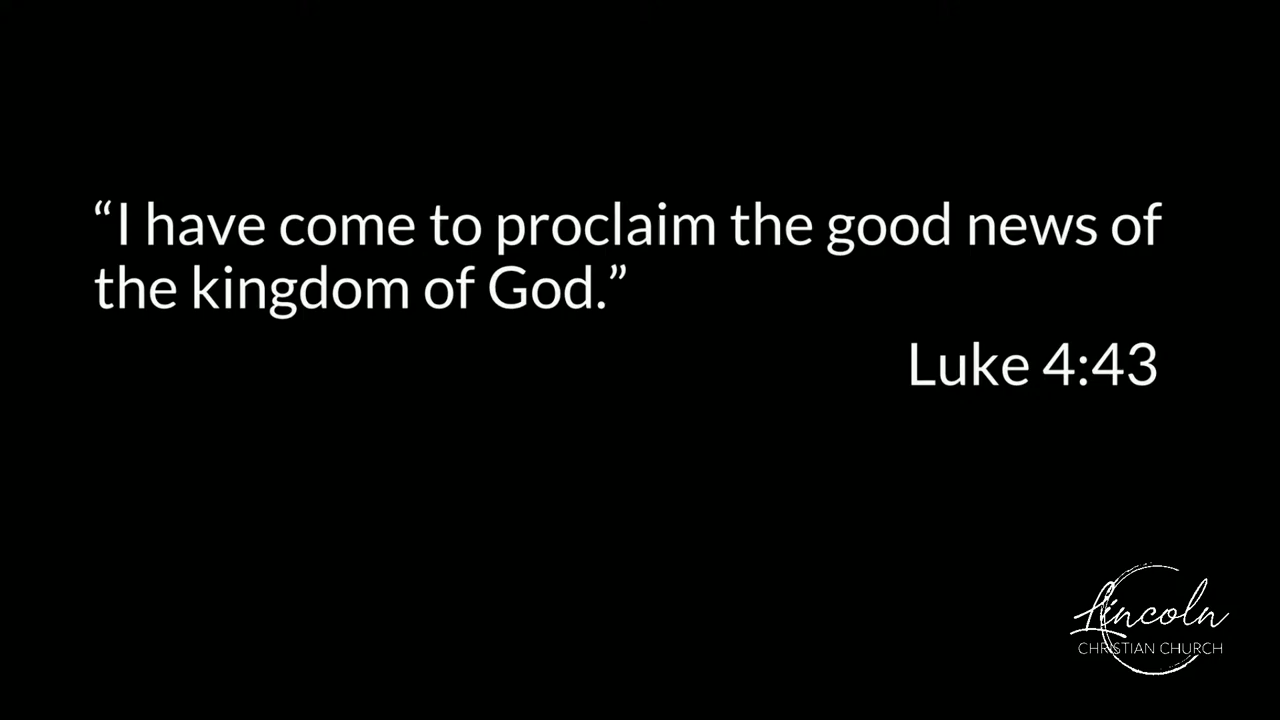 “I have come to proclaim the good news of
the kingdom of God.”
Luke 4:43
Lincoln
CHRISTIAN CHURCH